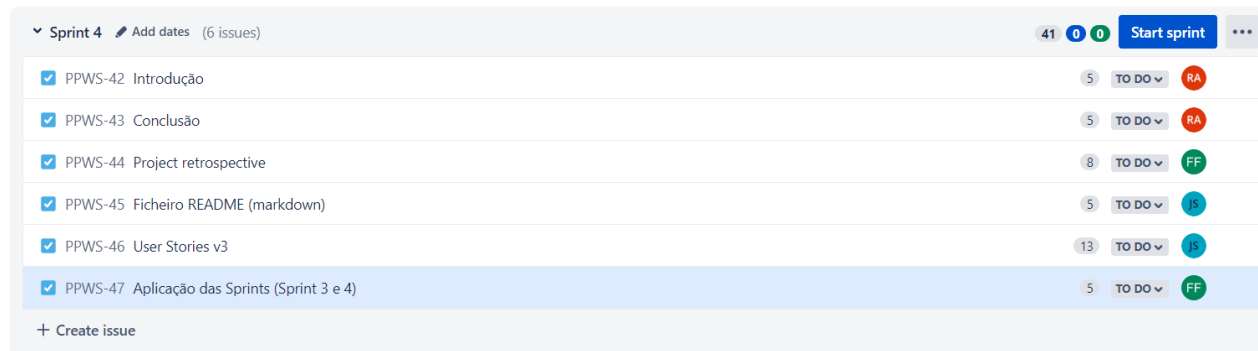 Sprint 4 Add dates (6 issues) 41 0 0 Start sprint
PPWS-42 Introdução 5 TO DO RA
PPWS-43 Conclusão 5 TO DO RA
PPWS-44 Project retrospective 8 TO DO FF
PPWS-45 Ficheiro README (markdown) 5 TO DO JS
PPWS-46 User Stories v3 13 TO DO JS
PPWS-47 Aplicação das Sprints (Sprint 3 e 4) 5 TO DO FF
+ Create issue